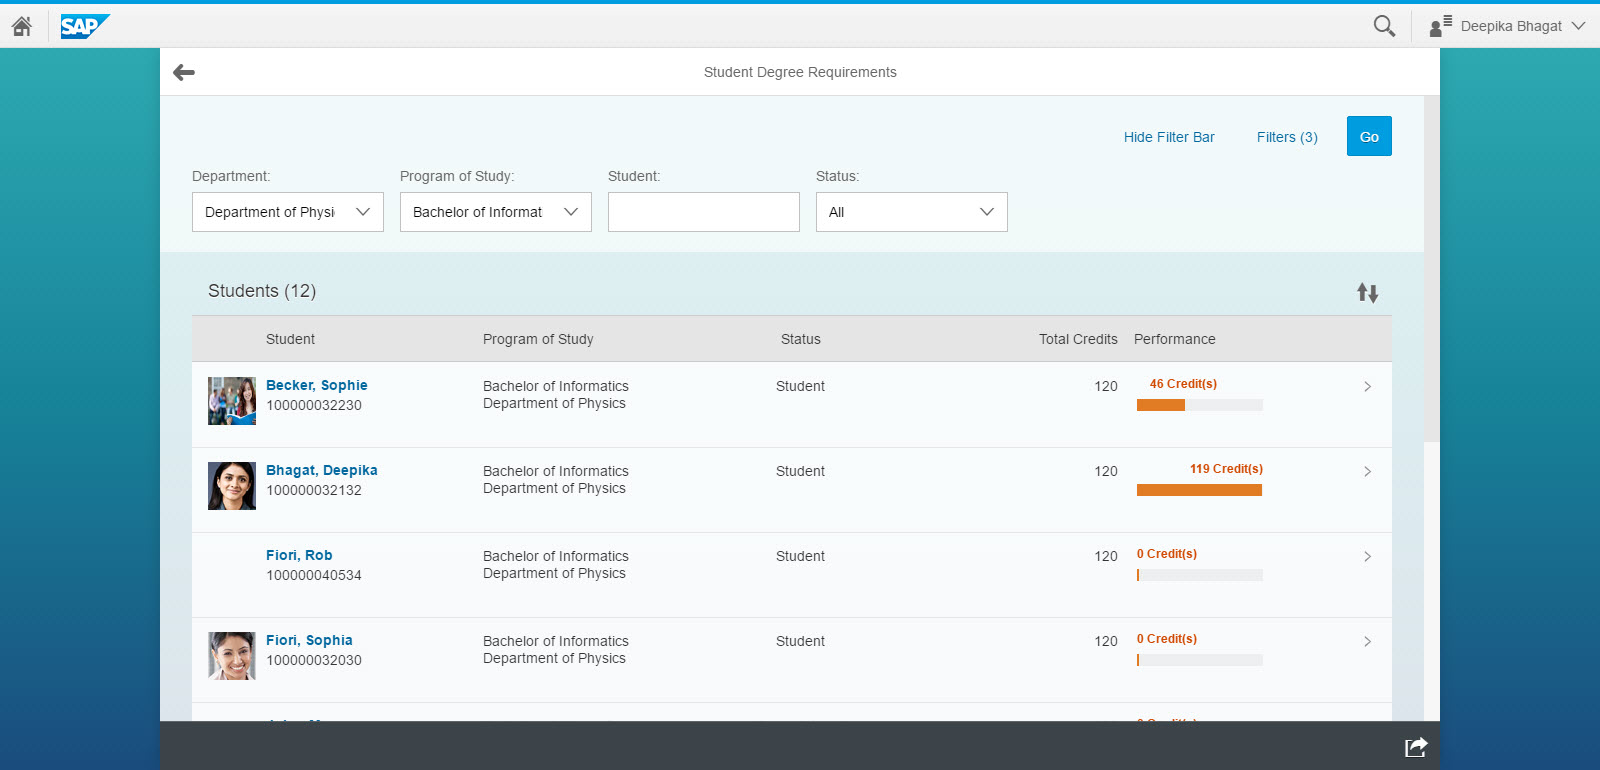 SAP
Deepika Bhagat
Student Degree Requirements
Hide Filter Bar
Filters (3)
Go
Department:
Program of Study:
Student:
Status:
Department of Physi
Bachelor of Informat
All
Students (12)
Student
Program of Study
Status
Total Credits
Performance
Becker, Sophie
100000032230
Bachelor of Informatics
Department of Physics
Student
120
46 Credit(s)
Bhagat, Deepika
100000032132
Bachelor of Informatics
Department of Physics
Student
120
119 Credit(s)
Fiori, Rob
100000040534
Bachelor of Informatics
Department of Physics
Student
120
0 Credit(s)
Fiori, Sophia
100000032030
Bachelor of Informatics
Department of Physics
Student
120
0 Credit(s)